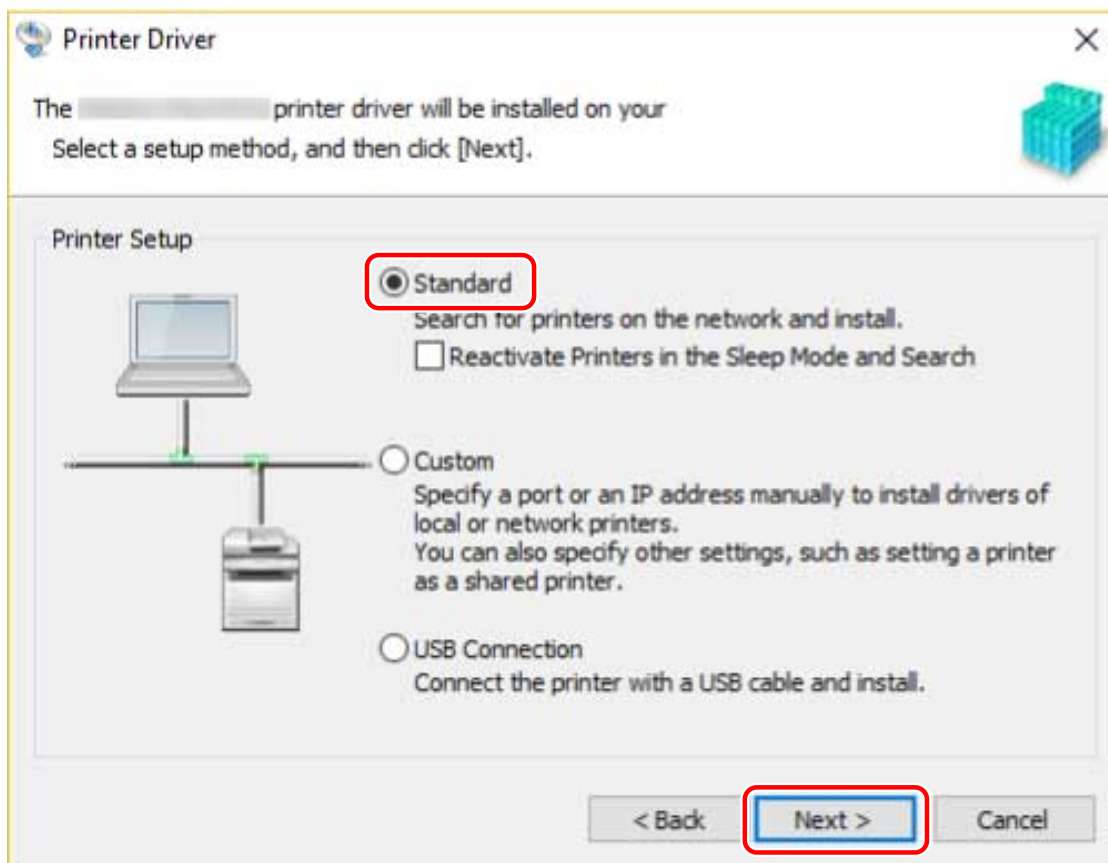 Printer Driver
The printer driver will be installed on your
Select a setup method, and then click [Next].
Printer Setup
Standard
Search for printers on the network and install.
Reactivate Printers in the Sleep Mode and Search
Custom
Specify a port or an IP address manually to install drivers of
local or network printers.
You can also specify other settings, such as setting a printer
as a shared printer.
USB Connection
Connect the printer with a USB cable and install.
< Back
Next >
Cancel